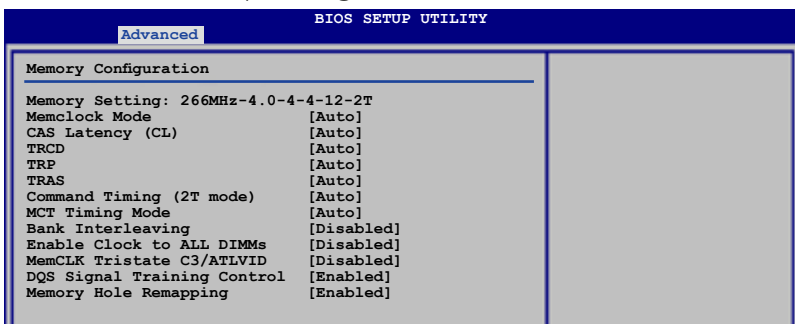 BIOS SETUP UTILITY
Advanced
Memory Configuration
Memory Setting: 266MHz-4.0-4-4-12-2T
Memclock Mode [Auto]
CAS Latency (CL) [Auto]
TRCD [Auto]
TRP [Auto]
TRAS [Auto]
Command Timing (2T mode) [Auto]
MCT Timing Mode [Auto]
Bank Interleaving [Disabled]
Enable Clock to ALL DIMMs [Disabled]
MemCLK Tristate C3/ATLVID [Disabled]
DQS Signal Training Control [Enabled]
Memory Hole Remapping [Enabled]